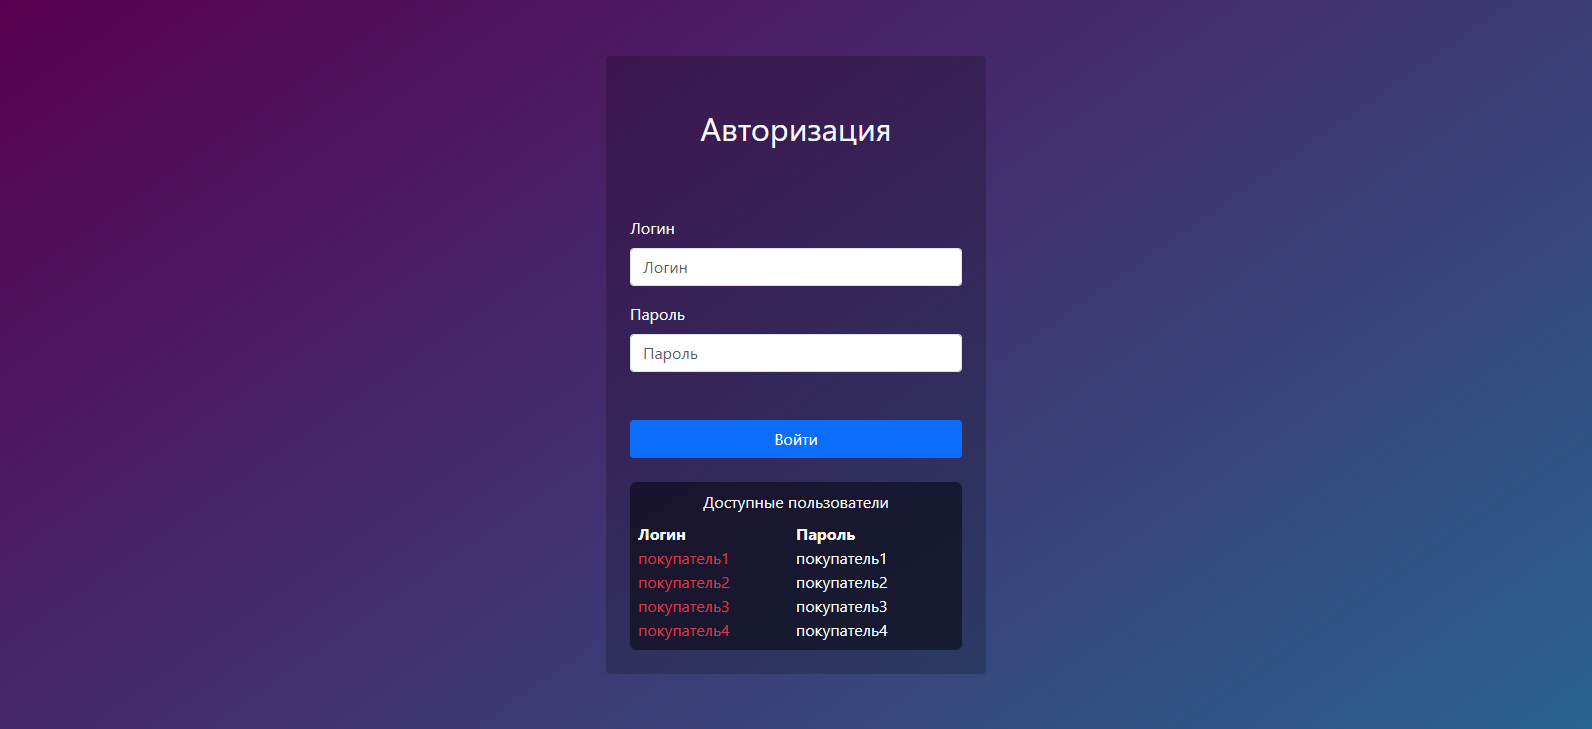 Авторизация
Логин
Логин
Пароль
Пароль
Войти
Доступные пользователи
Логин Пароль
покупатель1 покупатель1
покупатель2 покупатель2
покупатель3 покупатель3
покупатель4 покупатель4